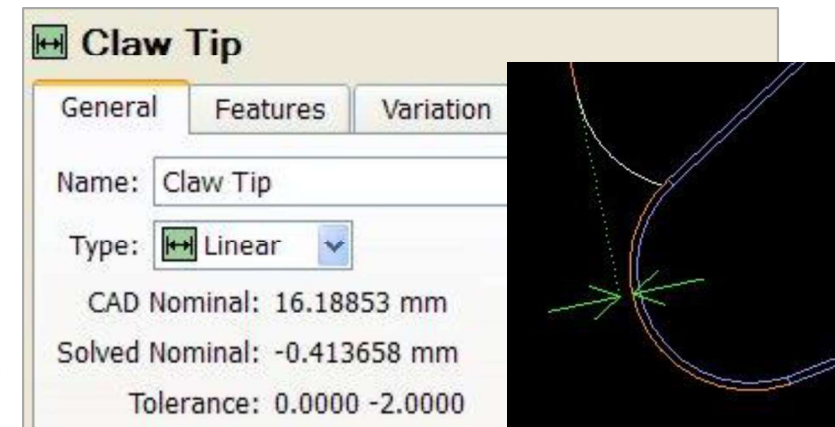 Claw Tip
General Features Variation
Name: Claw Tip
Type: Linear
CAD Nominal: 16.18853 mm
Solved Nominal: -0.413658 mm
Tolerance: 0.0000 -2.0000